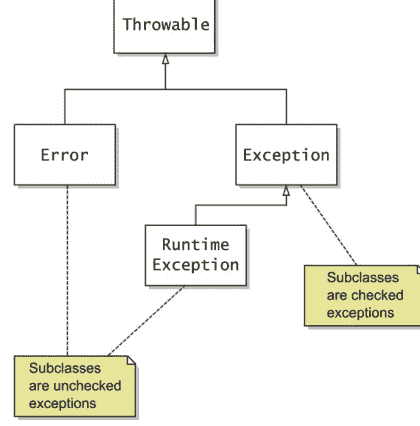 Throwable
Error
Exception
Runtime
Exception
Subclasses
are checked
exceptions
Subclasses
are unchecked
exceptions